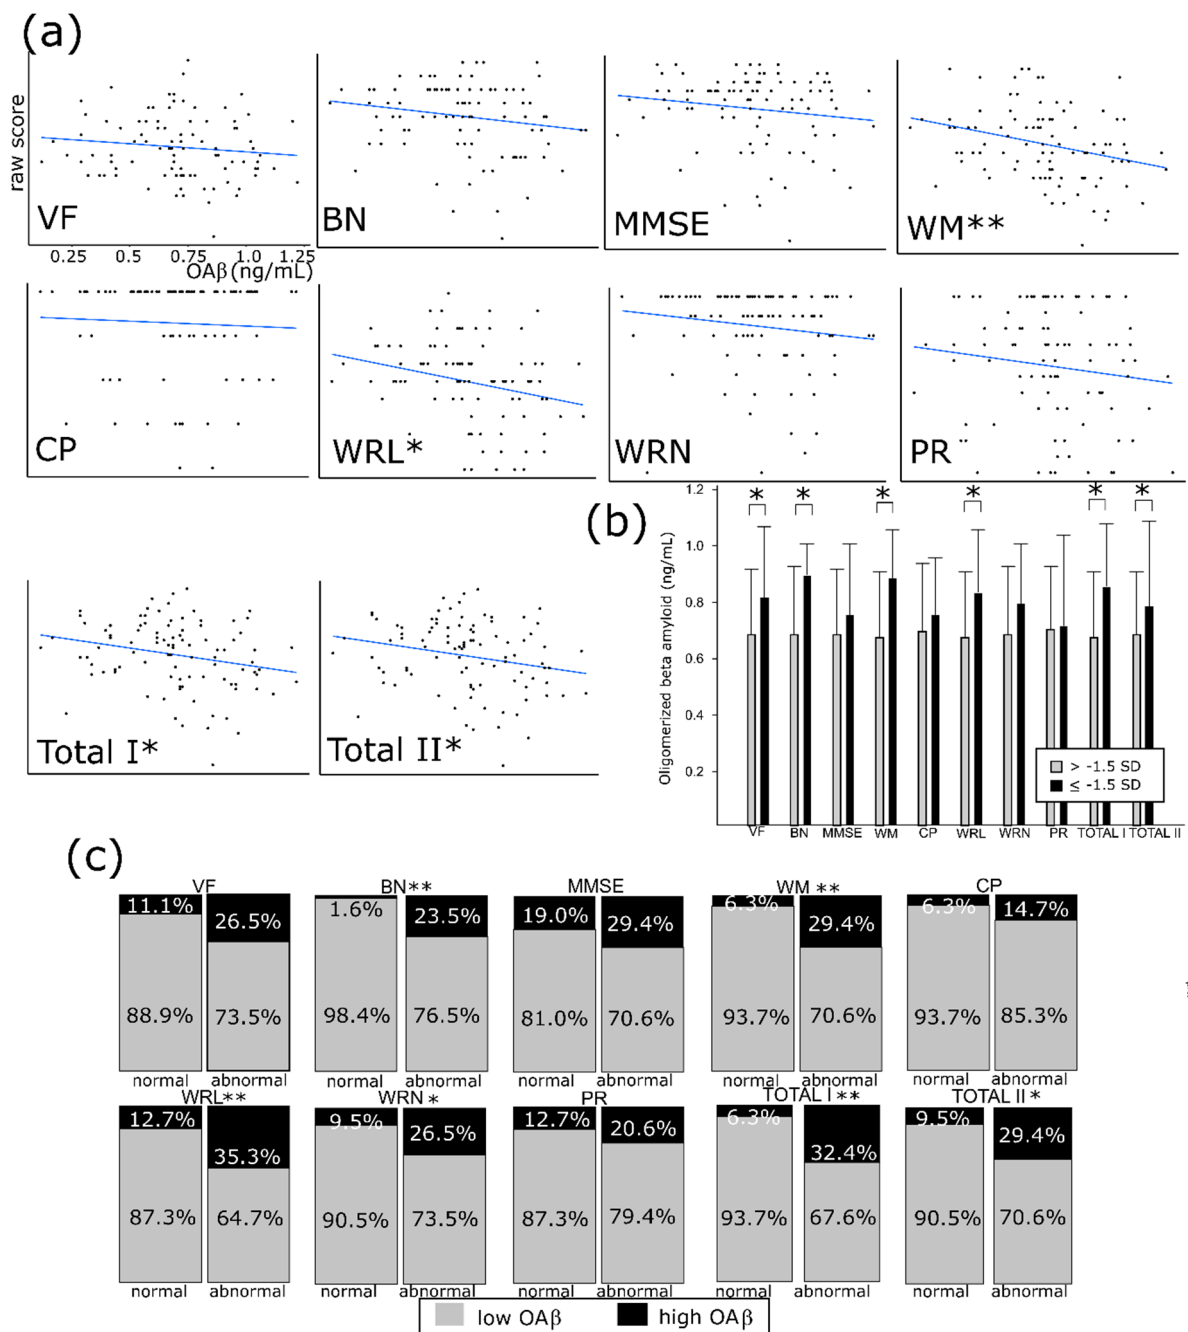 (a)
raw score
VF
BN
MMSE
WM**
0.25 0.5 0.75 1.0 1.25
OAβ (ng/mL)
CP
WRL*
WRN
PR
Total I*
Total II*
(b)
Oligomerized beta amyloid (ng/mL)
1.2
1.0
0.8
0.6
0.4
0.2
* * * * * *
> -1.5 SD
≤ -1.5 SD
VF BN MMSE WM CP WRL WRN PR TOTAL I TOTAL II
(c)
VF BN** MMSE WM ** CP
11.1% 26.5% 1.6% 23.5% 19.0% 29.4% 6.3% 29.4% 6.3% 14.7%
88.9% 73.5% 98.4% 76.5% 81.0% 70.6% 93.7% 70.6% 93.7% 85.3%
normal abnormal normal abnormal normal abnormal normal abnormal normal abnormal
WRL** WRN * PR TOTAL I ** TOTAL II *
12.7% 35.3% 9.5% 26.5% 12.7% 20.6% 6.3% 32.4% 9.5% 29.4%
87.3% 64.7% 90.5% 73.5% 87.3% 79.4% 93.7% 67.6% 90.5% 70.6%
normal abnormal normal abnormal normal abnormal normal abnormal normal abnormal
low OAβ high OAβ